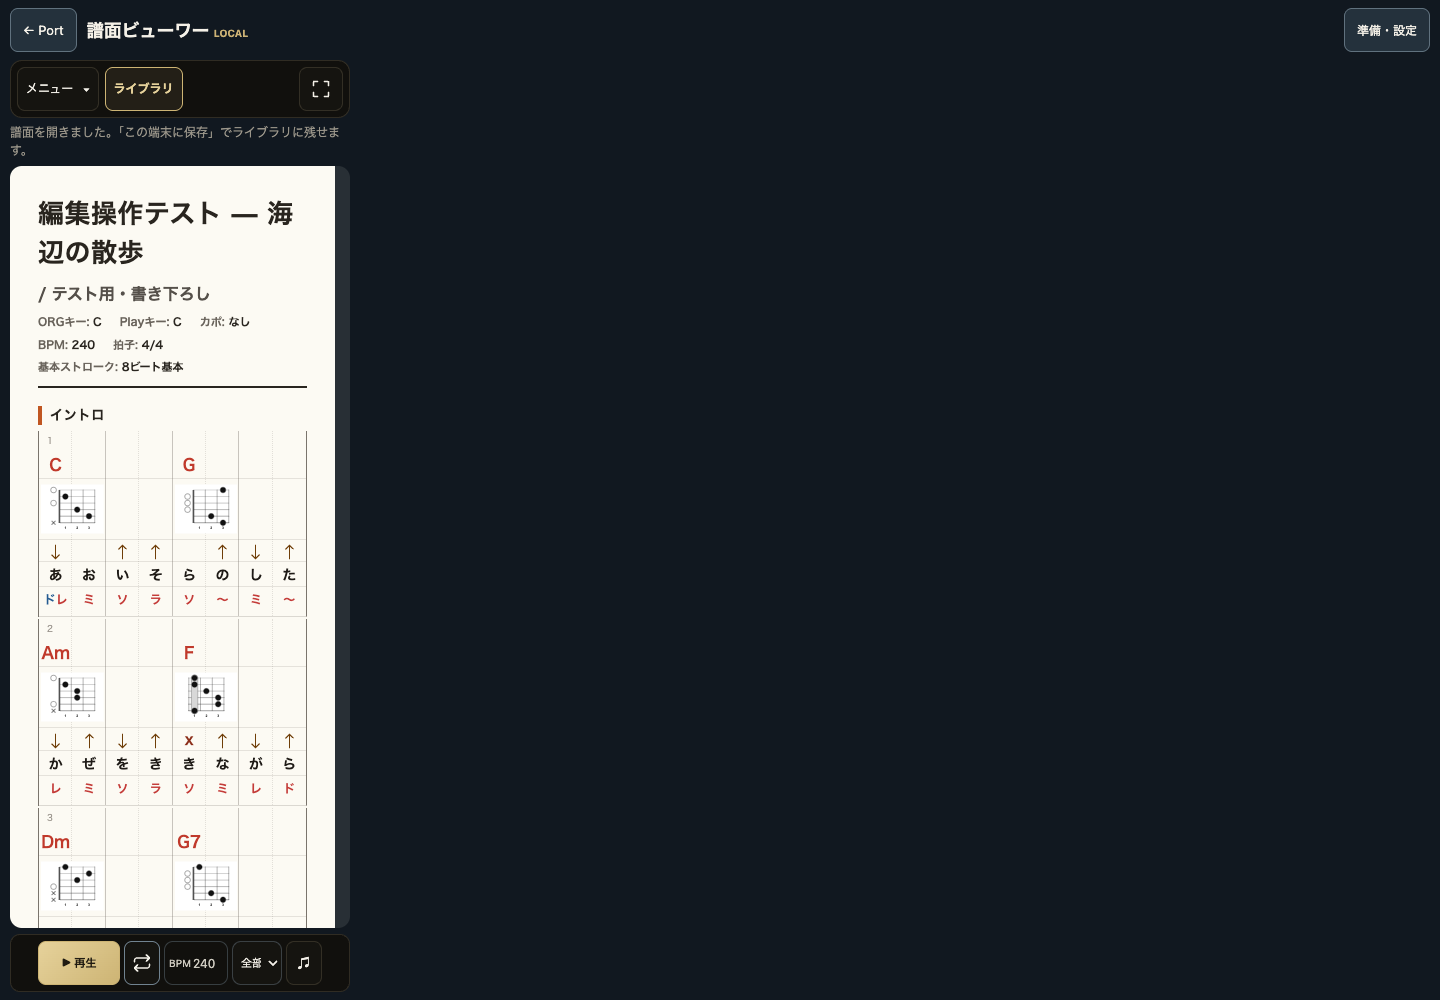 ← Port 譜面ビューワー LOCAL 準備・設定
メニュー ライブラリ
譜面を開きました。「この端末に保存」でライブラリに残せま
す。
編集操作テスト — 海
辺の散歩
/ テスト用・書き下ろし
ORGキー: C Playキー: C カポ: なし
BPM: 240 拍子: 4/4
基本ストローク: 8ビート基本
イントロ
1
C G
↓ ↑ ↑ ↑ ↓ ↑
あ お い そ ら の し た
ドレ ミ ソ ラ ソ 〜 ミ 〜
2
Am F
↓ ↑ ↓ ↑ x ↑ ↓ ↑
か ぜ を き き な が ら
レ ミ ソ ラ ソ ミ レ ド
3
Dm G7
▶ 再生 BPM 240 全部